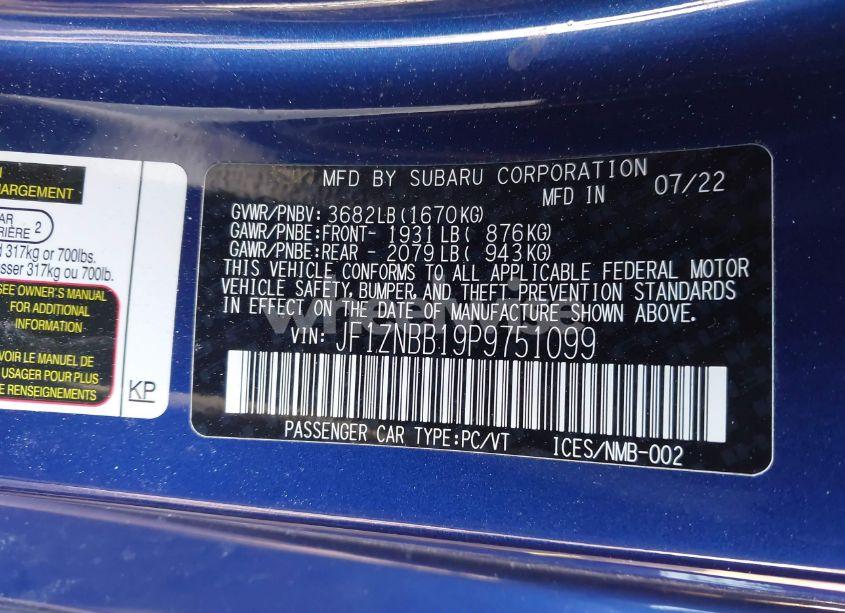 N
HARGEMENT
AR
RIÈRE 2
d 317kg or 700lbs.
sser 317kg ou 700lb.
SEE OWNER'S MANUAL
FOR ADDITIONAL
INFORMATION
VOIR LE MANUEL DE
USAGER POUR PLUS
E RENSEIGNEMENTS
KP
MFD BY SUBARU CORPORATION
MFD IN 07/22
GVWR/PNBV: 3682LB(1670KG)
GAWR/PNBE:FRONT- 1931LB( 876KG)
GAWR/PNBE:REAR - 2079LB( 943KG)
THIS VEHICLE CONFORMS TO ALL APPLICABLE FEDERAL MOTOR
VEHICLE SAFETY, BUMPER, AND THEFT PREVENTION STANDARDS
IN EFFECT ON THE DATE OF MANUFACTURE SHOWN ABOVE.
VIN: JF1ZNBB19P9751099
PASSENGER CAR TYPE:PC/VT ICES/NMB-002